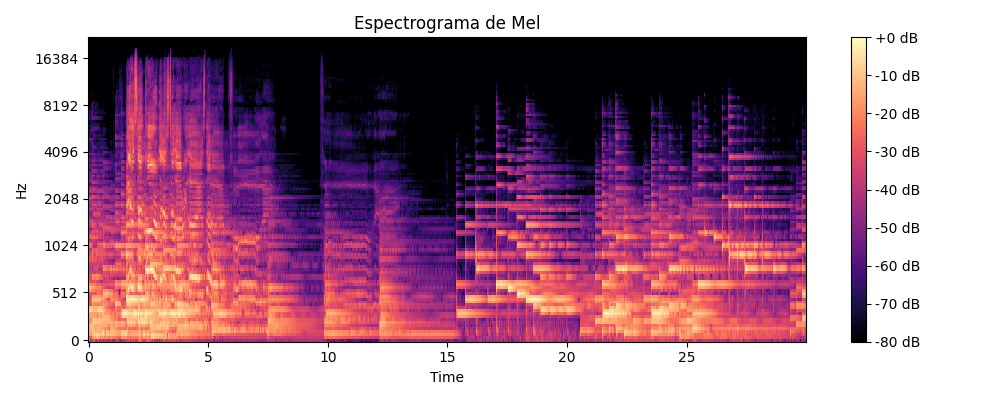 Espectrograma de Mel
Hz
16384
8192
4096
2048
1024
512
0
0 5 10 15 20 25
Time
+0 dB
-10 dB
-20 dB
-30 dB
-40 dB
-50 dB
-60 dB
-70 dB
-80 dB